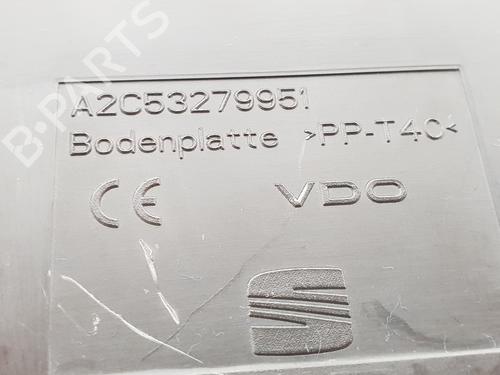 B-PARTS
A2C53279951
Bodenplatte >PP-T40<
CE VDO